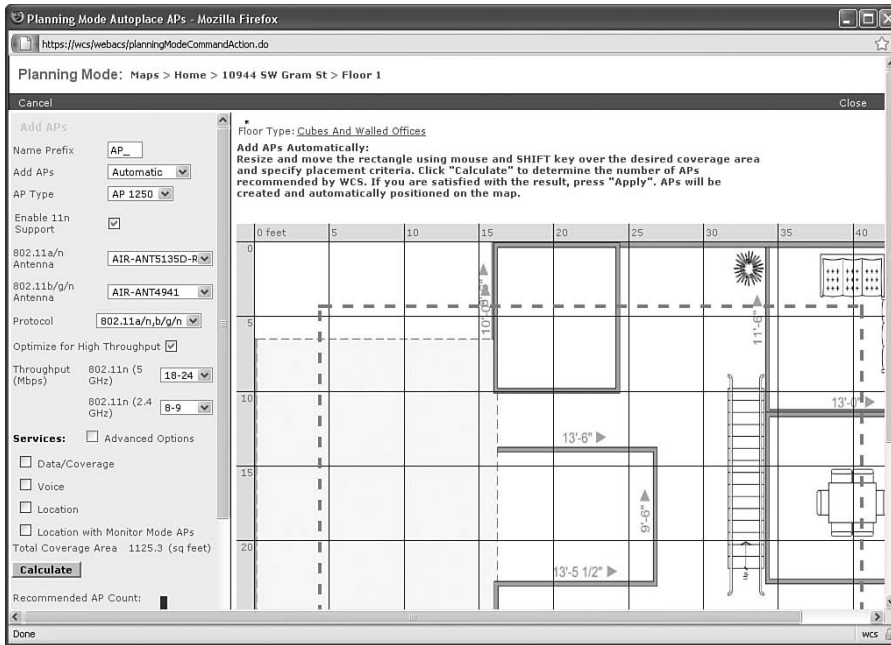 Planning Mode Autoplace APs - Mozilla Firefox
https://wcs/webacs/planningModeCommandAction.do
Planning Mode: Maps > Home > 10944 SW Gram St > Floor 1
Cancel Close
Add APs
Name Prefix AP_
Add APs Automatic
AP Type AP 1250
Enable 11n
Support
802.11a/n
Antenna AIR-ANT5135D-R
802.11b/g/n
Antenna AIR-ANT4941
Protocol 802.11a/n,b/g/n
Optimize for High Throughput
Throughput
(Mbps)
802.11n (5
GHz) 18-24
802.11n (2.4
GHz) 8-9
Services: Advanced Options
Data/Coverage
Voice
Location
Location with Monitor Mode APs
Total Coverage Area 1125.3 (sq feet)
Calculate
Recommended AP Count:
Floor Type: Cubes And Walled Offices
Add APs Automatically:
Resize and move the rectangle using mouse and SHIFT key over the desired coverage area
and specify placement criteria. Click "Calculate" to determine the number of APs
recommended by WCS. If you are satisfied with the result, press "Apply". APs will be
created and automatically positioned on the map.
0 feet 5 10 15 20 25 30 35 40
0
5
10
15
20
11'-6"
13'-0"
13'-6"
9'-6"
13'-5 1/2"
Up
Done wcs